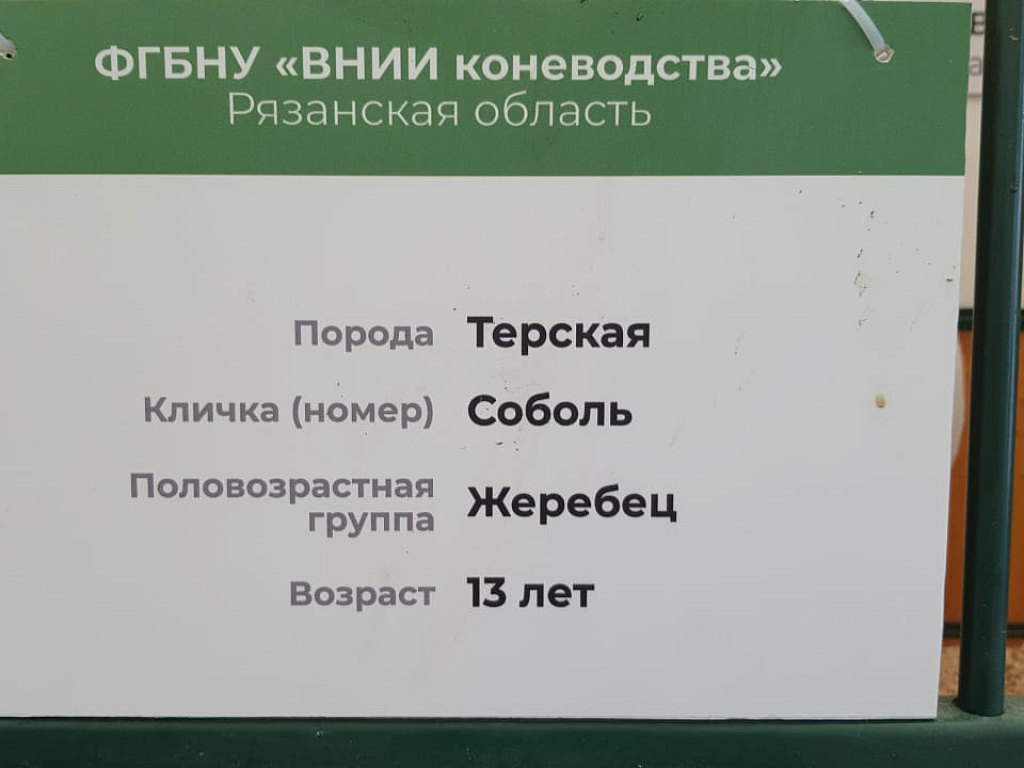 ФГБНУ «ВНИИ коневодства»
Рязанская область
Порода Терская
Кличка (номер) Соболь
Половозрастная
группа Жеребец
Возраст 13 лет